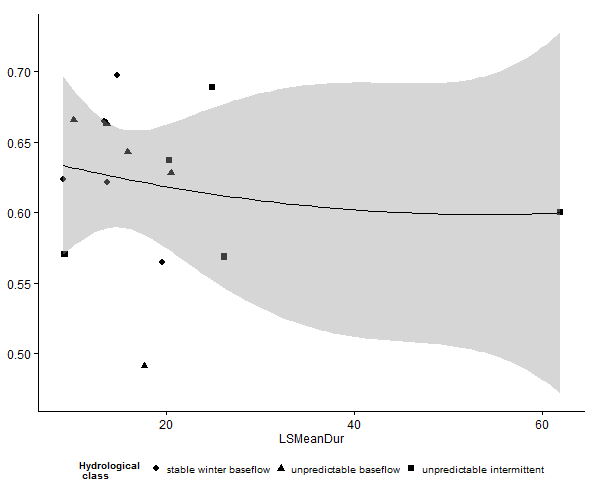 0.70
0.65
0.60
0.55
0.50
20 40 60
LSMeanDur
Hydrological
class
stable winter baseflow unpredictable baseflow unpredictable intermittent